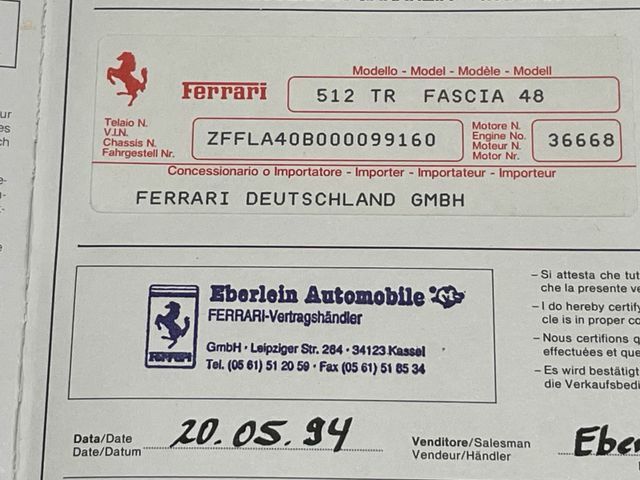 Modello - Model - Modèle - Modell
Ferrari
512 TR FASCIA 48
Telaio N.
V.I.N.
Chassis N.
Fahrgestell Nr.
ZFFLA40B000099160
Motore N.
Engine No.
Moteur N.
Motor Nr.
36668
Concessionario o Importatore - Importer - Importateur - Importeur
FERRARI DEUTSCHLAND GMBH
Eberlein Automobile
FERRARI-Vertragshändler
GmbH · Leipziger Str. 264 · 34123 Kassel
Tel. (05 61) 51 20 59 · Fax (05 61) 51 65 34
Ferrari
– Si attesta che tut
che la presente ve
– I do hereby certify
cle is in proper co
– Nous certifions q
effectuées et que
– Es wird bestätigt
die Verkaufsbedi
Data/Date
Date/Datum
20.05.94
Venditore/Salesman
Vendeur/Händler
Eber